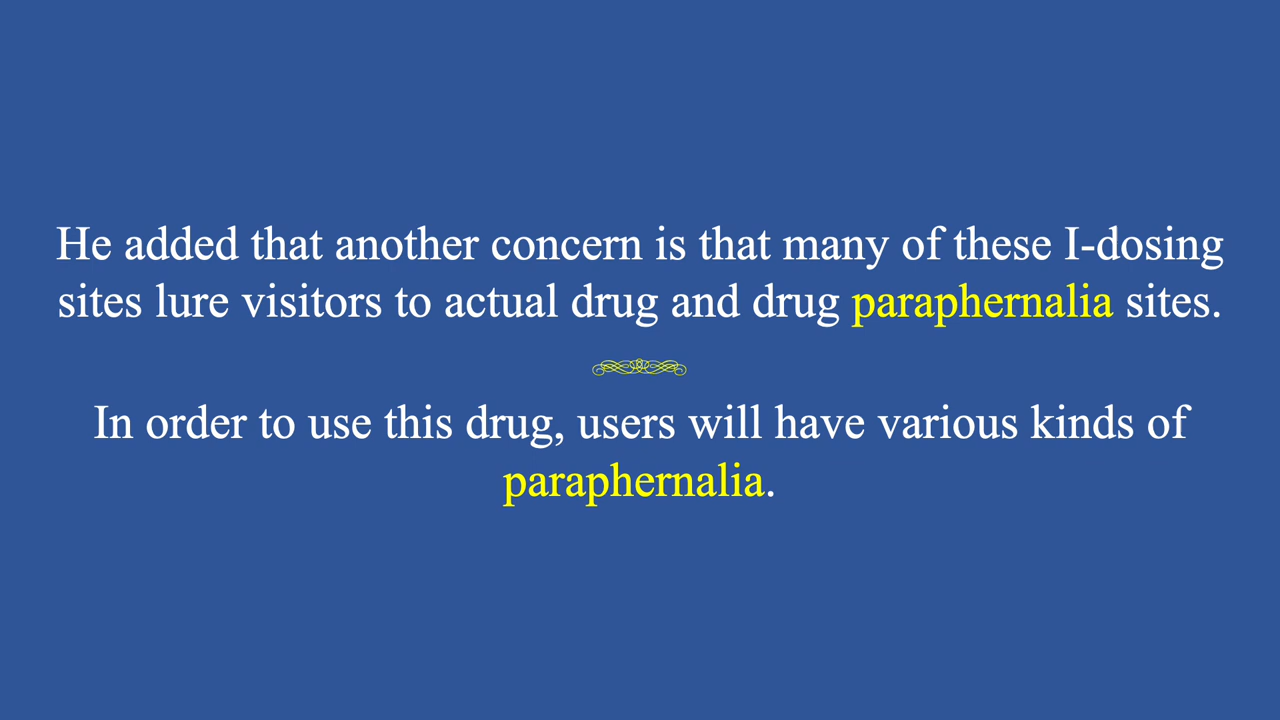 He added that another concern is that many of these I-dosing
sites lure visitors to actual drug and drug paraphernalia sites.
In order to use this drug, users will have various kinds of
paraphernalia.